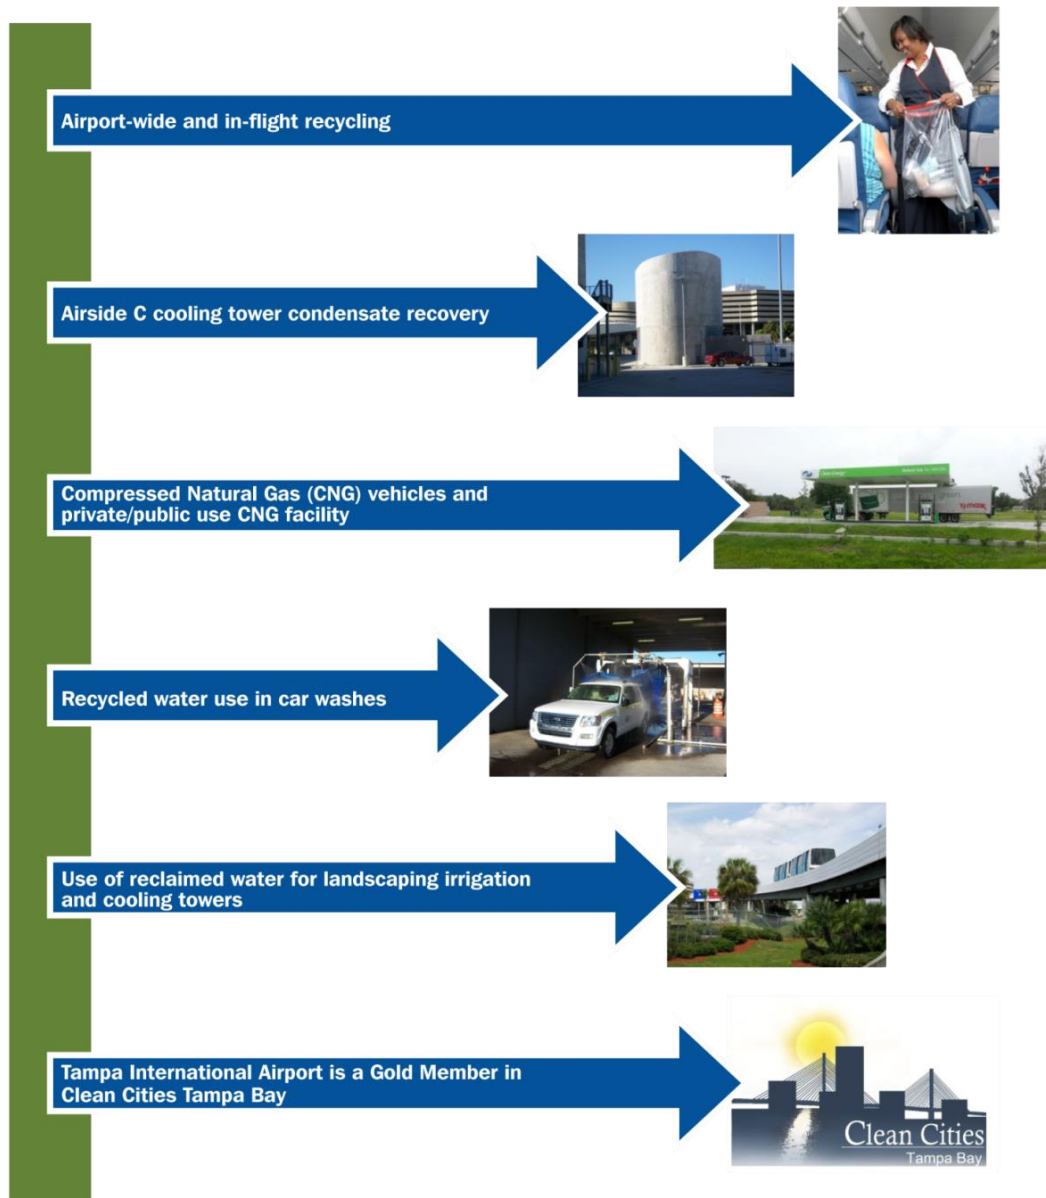 Airport-wide and in-flight recycling
Airside C cooling tower condensate recovery
Compressed Natural Gas (CNG) vehicles and
private/public use CNG facility
Recycled water use in car washes
Use of reclaimed water for landscaping irrigation
and cooling towers
Tampa International Airport is a Gold Member in
Clean Cities Tampa Bay
Clean Cities
Tampa Bay